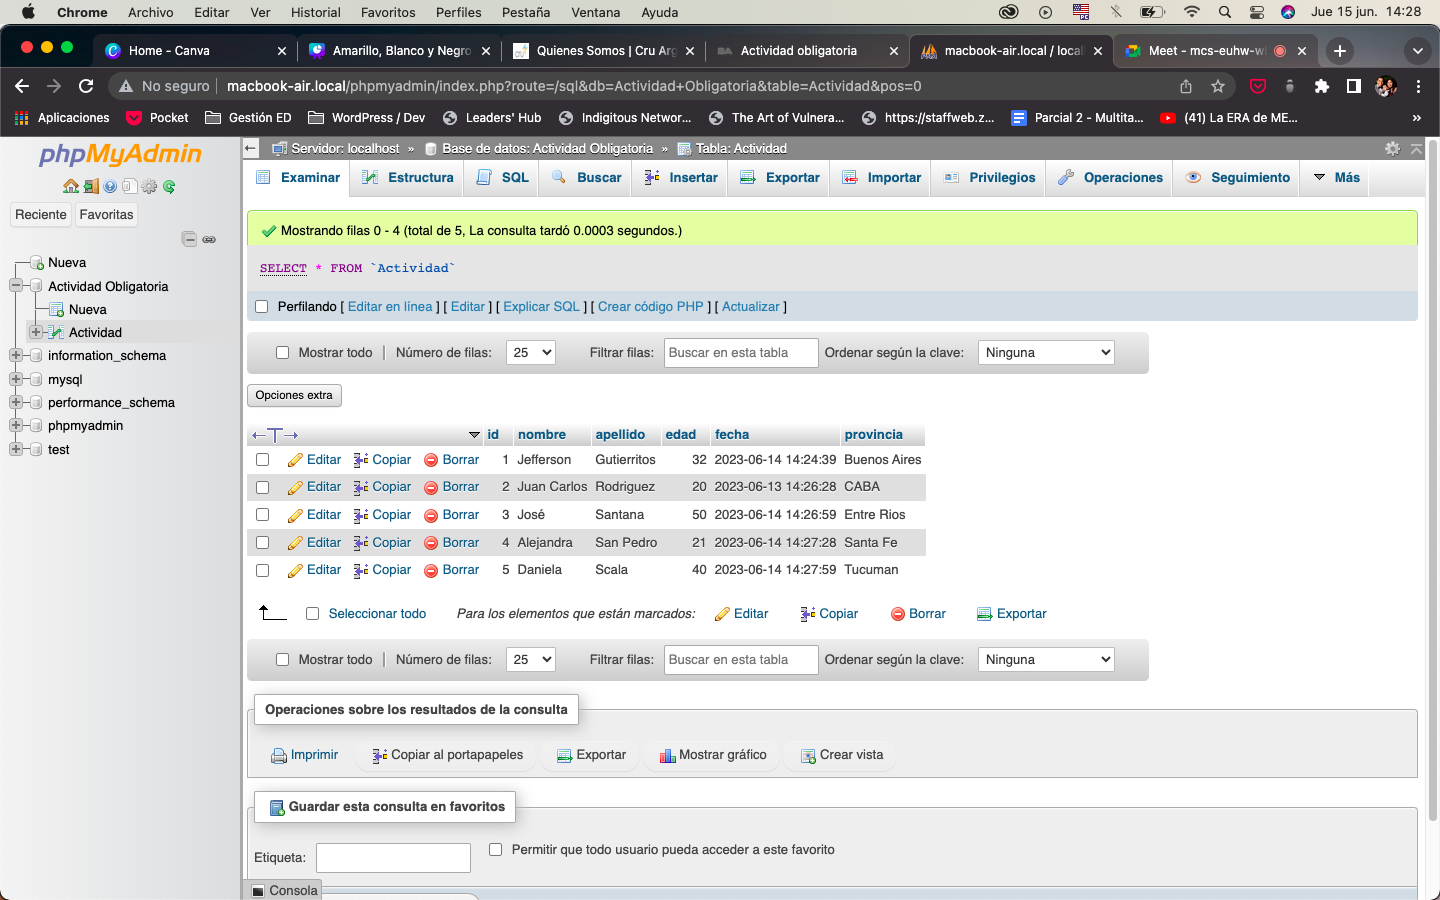 Chrome Archivo Editar Ver Historial Favoritos Perfiles Pestaña Ventana Ayuda Jue 15 jun. 14:28
Home - Canva Amarillo, Blanco y Negro Quienes Somos | Cru Arg Actividad obligatoria macbook-air.local / local Meet - mcs-euhw-w
No seguro macbook-air.local/phpmyadmin/index.php?route=/sql&db=Actividad+Obligatoria&table=Actividad&pos=0
Aplicaciones Pocket Gestión ED WordPress / Dev Leaders' Hub Indigitous Networ... The Art of Vulnera... https://staffweb.z... Parcial 2 - Multita... (41) La ERA de ME... »
phpMyAdmin
Reciente Favoritas
Nueva
Actividad Obligatoria
Nueva
Actividad
information_schema
mysql
performance_schema
phpmyadmin
test
Servidor: localhost » Base de datos: Actividad Obligatoria » Tabla: Actividad
Examinar Estructura SQL Buscar Insertar Exportar Importar Privilegios Operaciones Seguimiento Más
Mostrando filas 0 - 4 (total de 5, La consulta tardó 0.0003 segundos.)
SELECT * FROM `Actividad`
Perfilando [ Editar en línea ] [ Editar ] [ Explicar SQL ] [ Crear código PHP ] [ Actualizar ]
Mostrar todo | Número de filas: 25 Filtrar filas: Buscar en esta tabla Ordenar según la clave: Ninguna
Opciones extra
←T→ id nombre apellido edad fecha provincia
Editar Copiar Borrar 1 Jefferson Gutierritos 32 2023-06-14 14:24:39 Buenos Aires
Editar Copiar Borrar 2 Juan Carlos Rodriguez 20 2023-06-13 14:26:28 CABA
Editar Copiar Borrar 3 José Santana 50 2023-06-14 14:26:59 Entre Rios
Editar Copiar Borrar 4 Alejandra San Pedro 21 2023-06-14 14:27:28 Santa Fe
Editar Copiar Borrar 5 Daniela Scala 40 2023-06-14 14:27:59 Tucuman
Seleccionar todo Para los elementos que están marcados: Editar Copiar Borrar Exportar
Mostrar todo | Número de filas: 25 Filtrar filas: Buscar en esta tabla Ordenar según la clave: Ninguna
Operaciones sobre los resultados de la consulta
Imprimir Copiar al portapapeles Exportar Mostrar gráfico Crear vista
Guardar esta consulta en favoritos
Etiqueta: Permitir que todo usuario pueda acceder a este favorito
Consola